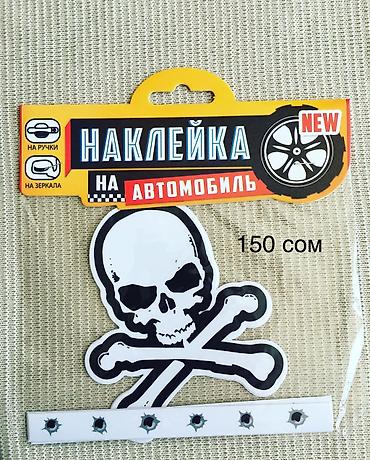 NEW
НАКЛЕЙКА
НА АВТОМОБИЛЬ
НА РУЧКИ
НА ЗЕРКАЛА
150 сом